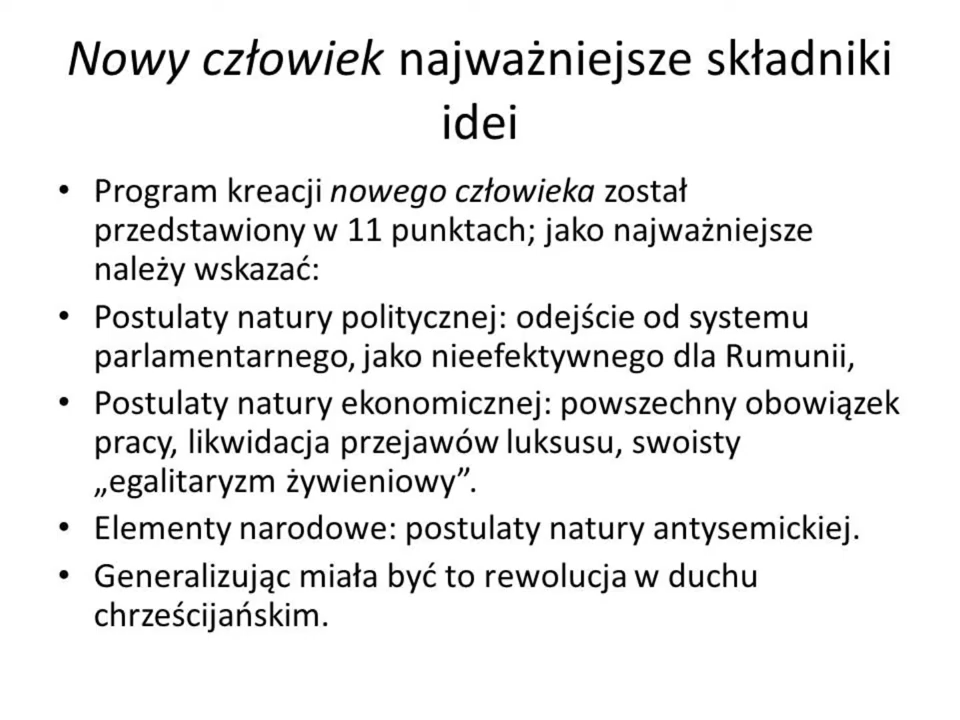 Nowy człowiek najważniejsze składniki
idei
• Program kreacji nowego człowieka został
przedstawiony w 11 punktach; jako najważniejsze
należy wskazać:
• Postulaty natury politycznej: odejście od systemu
parlamentarnego, jako nieefektywnego dla Rumunii,
• Postulaty natury ekonomicznej: powszechny obowiązek
pracy, likwidacja przejawów luksusu, swoisty
„egalitaryzm żywieniowy”.
• Elementy narodowe: postulaty natury antysemickiej.
• Generalizując miała być to rewolucja w duchu
chrześcijańskim.